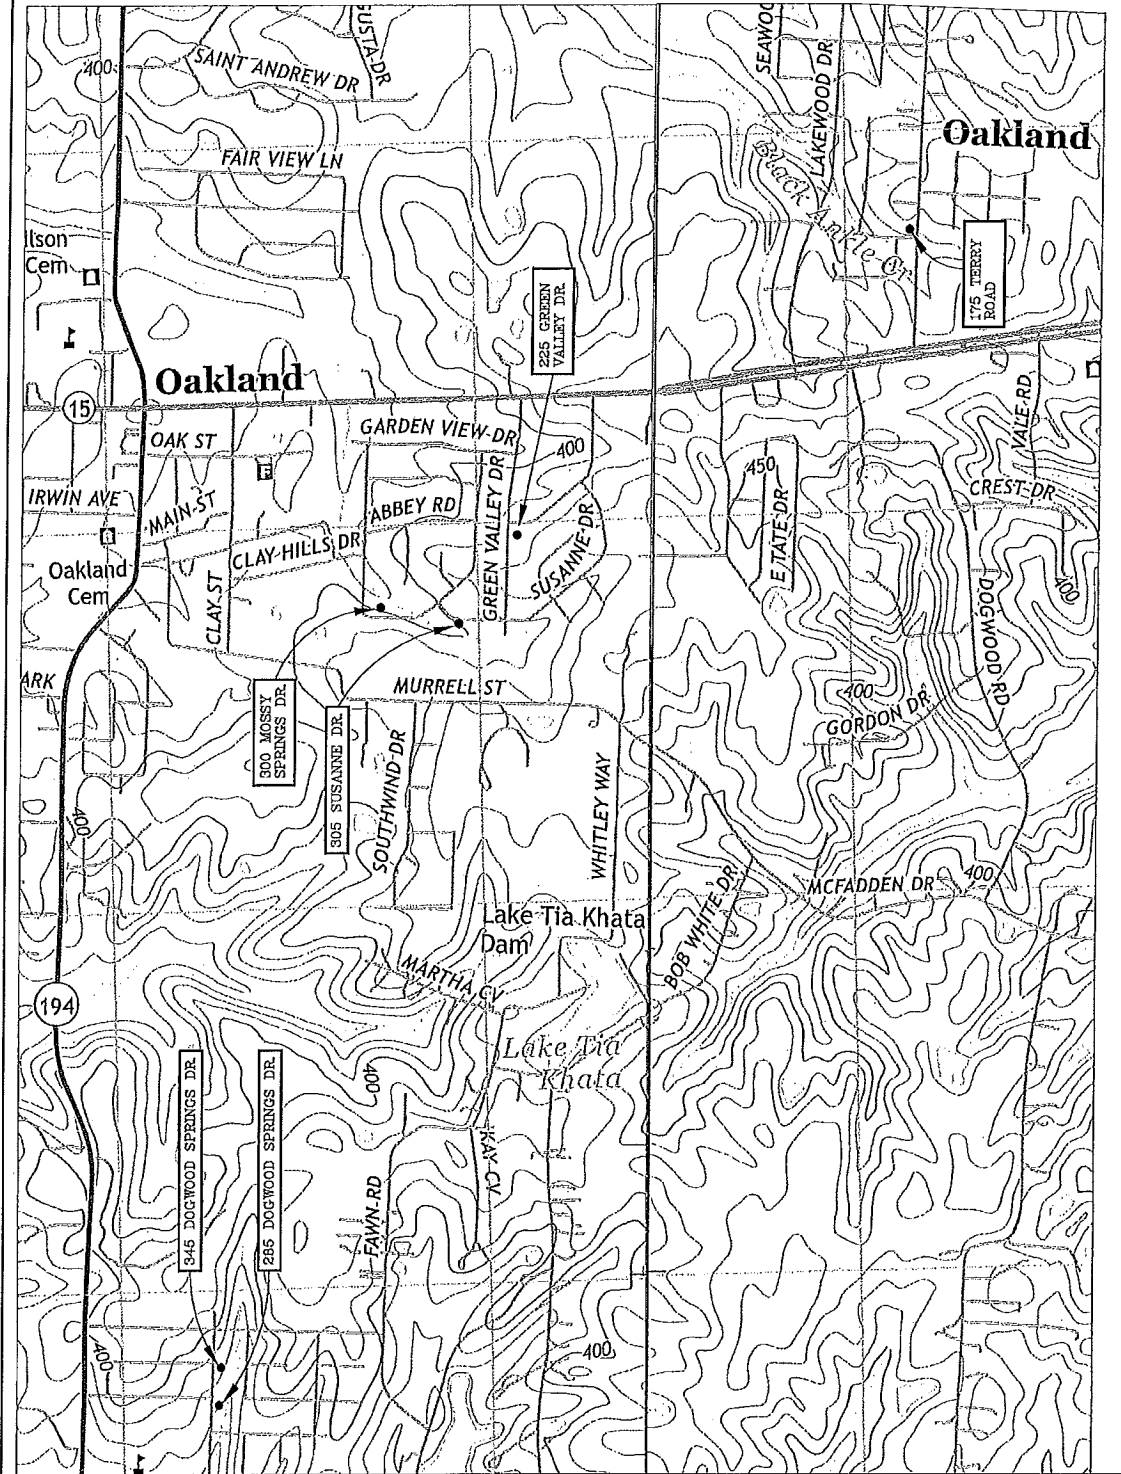 SAINT ANDREW DR
400
LAKEWOOD DR
Oakland
FAIR VIEW LN
Black Ankle Cr
Cem
175 TERRY
ROAD
225 GREEN
VALLEY DR.
Oakland
15
OAK ST
GARDEN VIEW DR
400
VALE RD
450
IRWIN AVE
MAIN ST
ABBEY RD
CREST DR
CLAY HILLS DR
GREEN VALLEY DR
SUSANNE DR
Oakland
Cem
CLAY ST
DOGWOOD RD
400
300 MOSSY
SPRINGS DR.
305 SUSANNE DR.
MURRELL ST
400
GORDON DR
SOUTHWIND DR
WHITLEY WAY
400
MCFADDEN DR
400
BOB WHITE DR
Lake Tia Khata
Dam
MARTHA CV
194
Lake Tia
Khata
400
345 DOGWOOD SPRINGS DR
285 DOGWOOD SPRINGS DR
KAY CV
FAWN RD
400
400